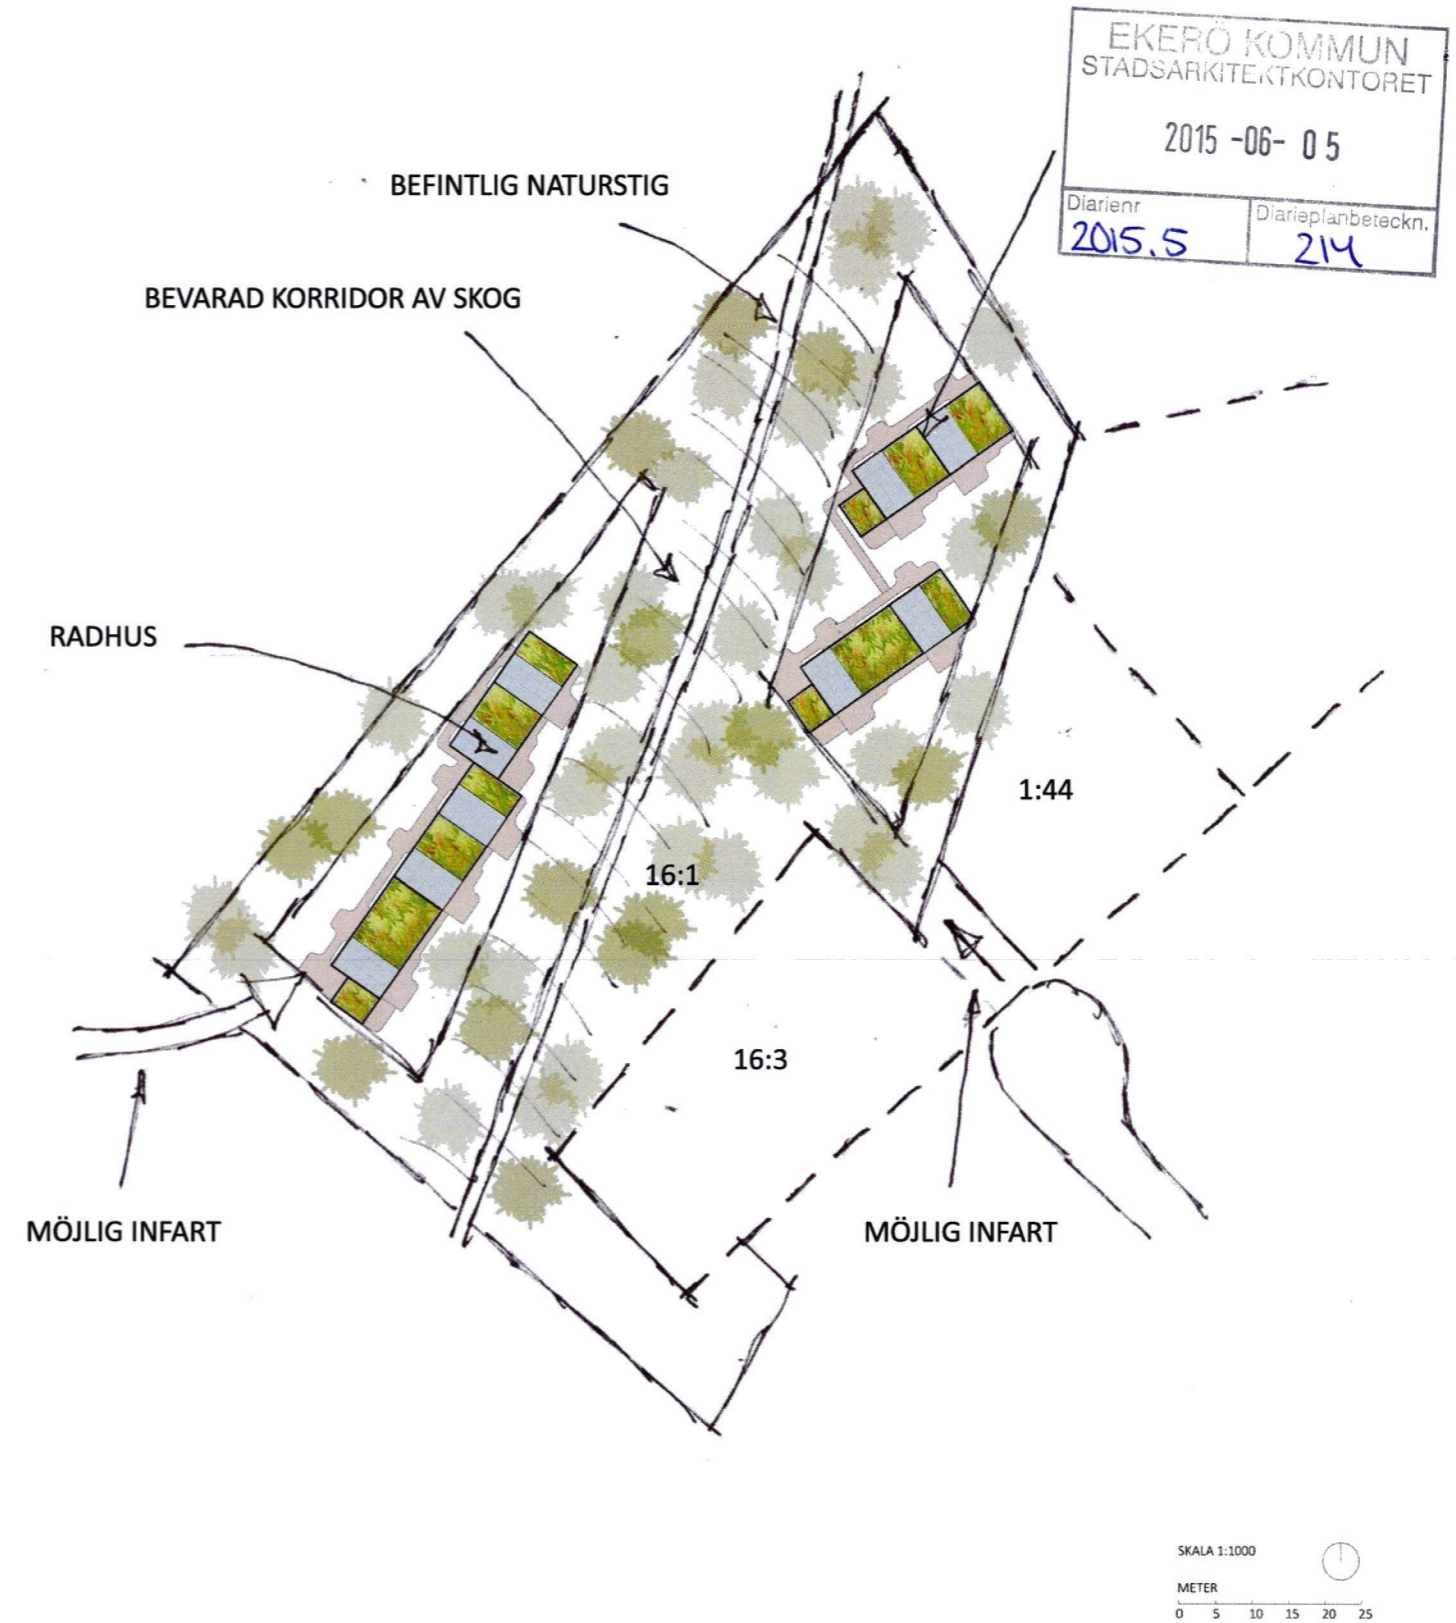 EKERÖ KOMMUN
STADSARKITEKTKONTORET
2015 -06- 05
Diarienr
2015.5
Diarieplanbeteckn.
214
BEFINTLIG NATURSTIG
BEVARAD KORRIDOR AV SKOG
RADHUS
1:44
16:1
16:3
MÖJLIG INFART
MÖJLIG INFART
SKALA 1:1000
METER
0 5 10 15 20 25